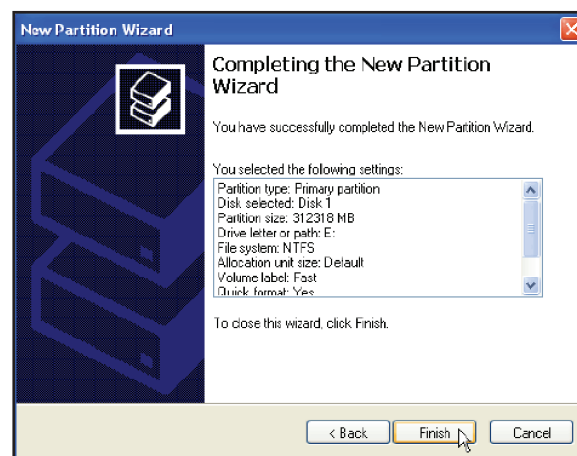 New Partition Wizard
Completing the New Partition
Wizard
You have successfully completed the New Partition Wizard.
You selected the following settings:
Partition type: Primary partition
Disk selected: Disk 1
Partition size: 312318 MB
Drive letter or path: E:
File system: NTFS
Allocation unit size: Default
Volume label: Fast
Quick format: Yes
To close this wizard, click Finish.
< Back
Finish
Cancel